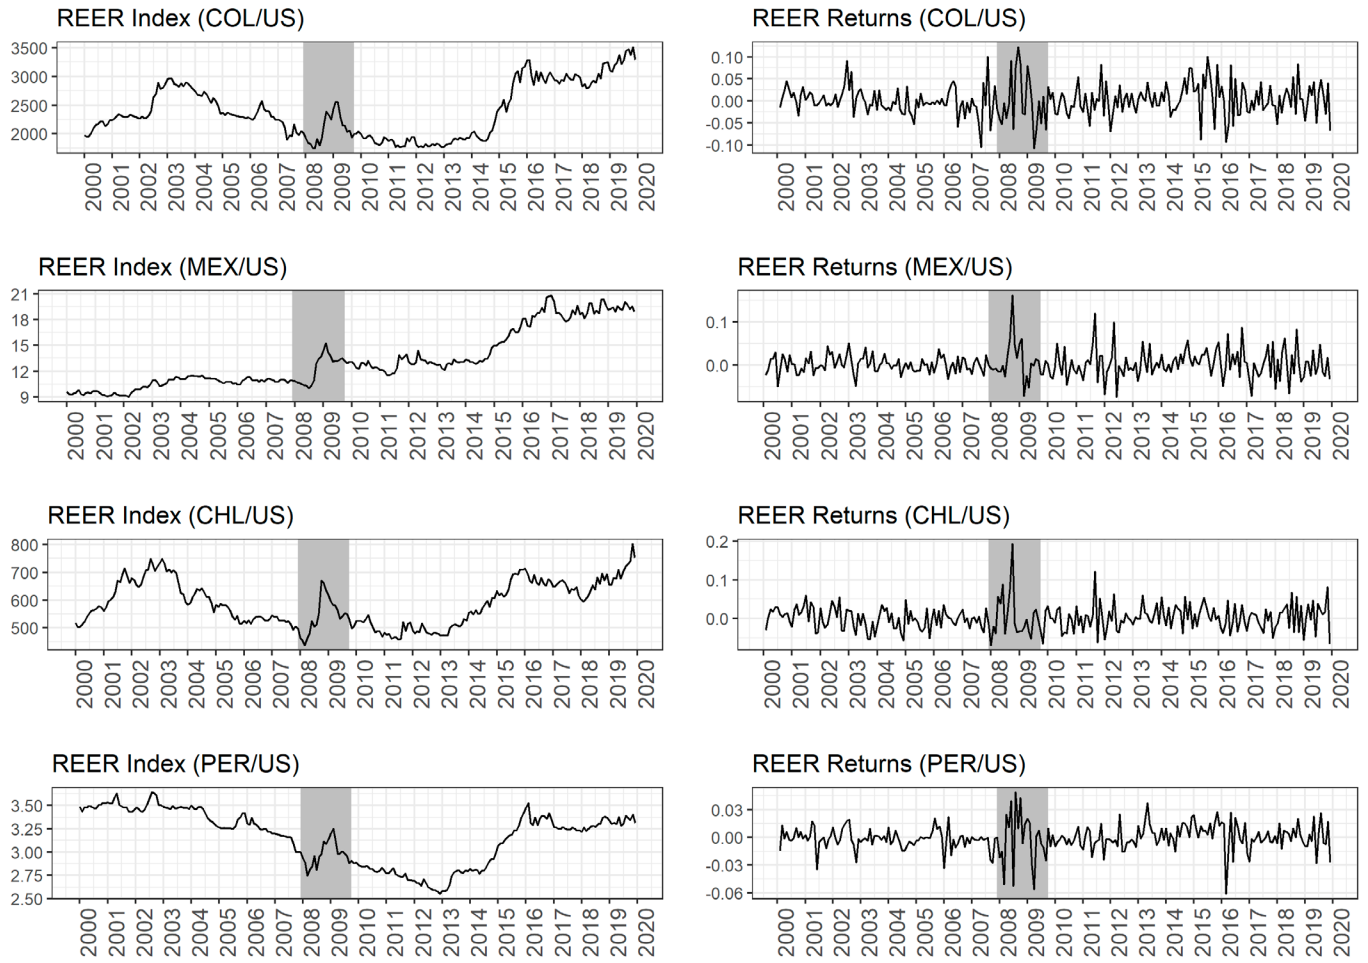 REER Index (COL/US)
3500
3000
2500
2000
2000 2001 2002 2003 2004 2005 2006 2007 2008 2009 2010 2011 2012 2013 2014 2015 2016 2017 2018 2019 2020
REER Returns (COL/US)
0.10
0.05
0.00
-0.05
-0.10
2000 2001 2002 2003 2004 2005 2006 2007 2008 2009 2010 2011 2012 2013 2014 2015 2016 2017 2018 2019 2020
REER Index (MEX/US)
21
18
15
12
9
2000 2001 2002 2003 2004 2005 2006 2007 2008 2009 2010 2011 2012 2013 2014 2015 2016 2017 2018 2019 2020
REER Returns (MEX/US)
0.1
0.0
2000 2001 2002 2003 2004 2005 2006 2007 2008 2009 2010 2011 2012 2013 2014 2015 2016 2017 2018 2019 2020
REER Index (CHL/US)
800
700
600
500
2000 2001 2002 2003 2004 2005 2006 2007 2008 2009 2010 2011 2012 2013 2014 2015 2016 2017 2018 2019 2020
REER Returns (CHL/US)
0.2
0.1
0.0
2000 2001 2002 2003 2004 2005 2006 2007 2008 2009 2010 2011 2012 2013 2014 2015 2016 2017 2018 2019 2020
REER Index (PER/US)
3.50
3.25
3.00
2.75
2.50
2000 2001 2002 2003 2004 2005 2006 2007 2008 2009 2010 2011 2012 2013 2014 2015 2016 2017 2018 2019 2020
REER Returns (PER/US)
0.03
0.00
-0.03
-0.06
2000 2001 2002 2003 2004 2005 2006 2007 2008 2009 2010 2011 2012 2013 2014 2015 2016 2017 2018 2019 2020